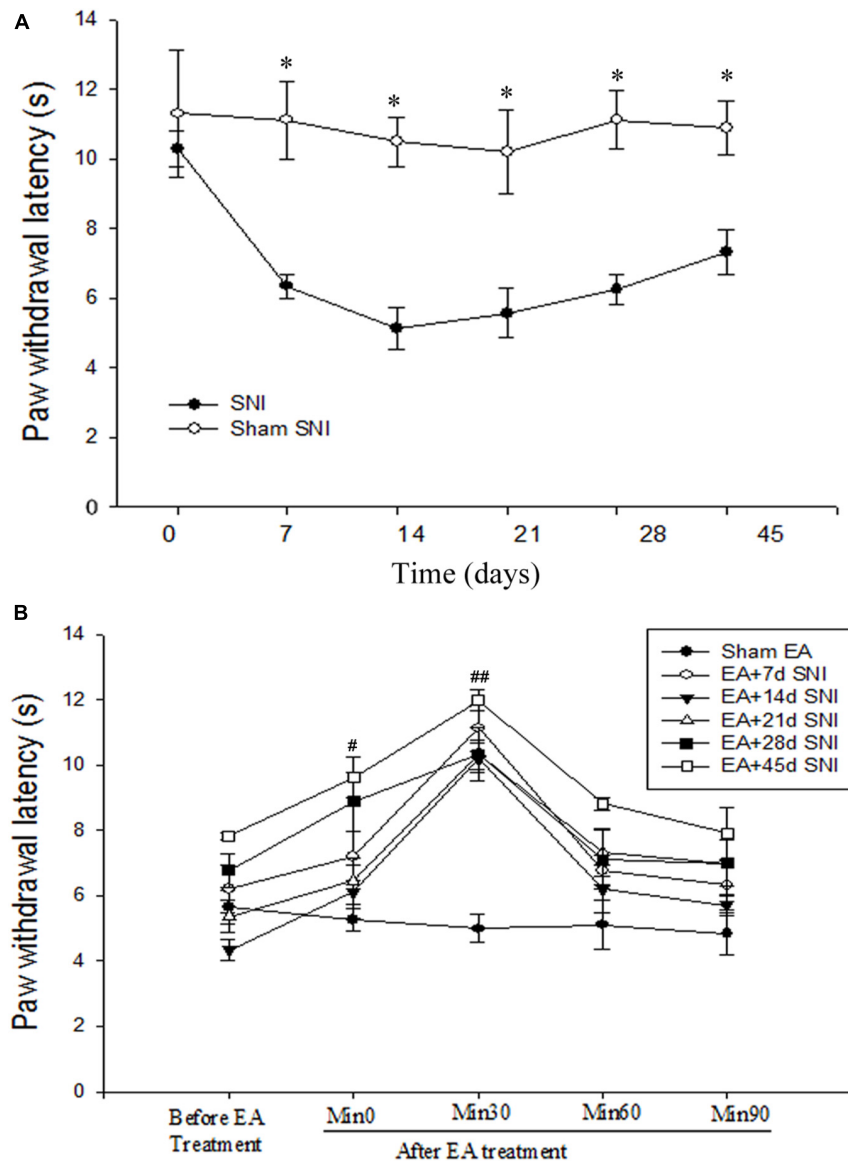 A
Paw withdrawal latency (s)
14
12
10
8
6
4
2
0
* * * * *
SNI
Sham SNI
0 7 14 21 28 45
Time (days)
B
Paw withdrawal latency (s)
14
12
10
8
6
4
2
0
#
##
Sham EA
EA+7d SNI
EA+14d SNI
EA+21d SNI
EA+28d SNI
EA+45d SNI
Before EA Min0 Min30 Min60 Min90
Treatment
After EA treatment